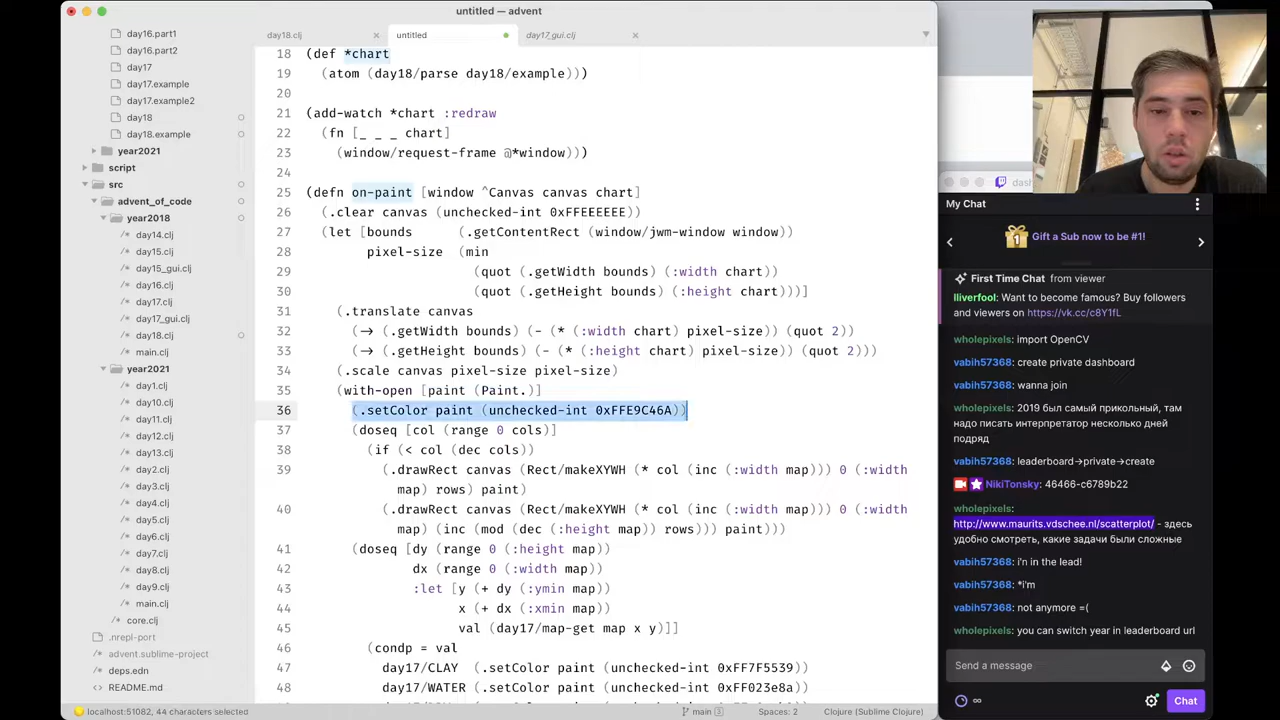 untitled — advent
day16.part1
day16.part2
day17
day17.example
day17.example2
day18
day18.example
year2021
script
src
advent_of_code
year2018
day14.clj
day15.clj
day15_gui.clj
day16.clj
day17.clj
day17_gui.clj
day18.clj
main.clj
year2021
day1.clj
day10.clj
day11.clj
day12.clj
day13.clj
day2.clj
day3.clj
day4.clj
day5.clj
day6.clj
day7.clj
day8.clj
day9.clj
main.clj
core.clj
.nrepl-port
advent.sublime-project
deps.edn
README.md
day18.clj
untitled
day17_gui.clj
18 (def *chart
19 (atom (day18/parse day18/example)))
20
21 (add-watch *chart :redraw
22 (fn [_ _ _ chart]
23 (window/request-frame @*window)))
24
25 (defn on-paint [window ^Canvas canvas chart]
26 (.clear canvas (unchecked-int 0xFFEEEEEE))
27 (let [bounds (.getContentRect (window/jwm-window window))
28 pixel-size (min
29 (quot (.getWidth bounds) (:width chart))
30 (quot (.getHeight bounds) (:height chart)))]
31 (.translate canvas
32 (-> (.getWidth bounds) (- (* (:width chart) pixel-size)) (quot 2))
33 (-> (.getHeight bounds) (- (* (:height chart) pixel-size)) (quot 2)))
34 (.scale canvas pixel-size pixel-size)
35 (with-open [paint (Paint.)]
36 (.setColor paint (unchecked-int 0xFFE9C46A))
37 (doseq [col (range 0 cols)]
38 (if (< col (dec cols))
39 (.drawRect canvas (Rect/makeXYWH (* col (inc (:width map))) 0 (:width
map) rows) paint)
40 (.drawRect canvas (Rect/makeXYWH (* col (inc (:width map))) 0 (:width
map) (inc (mod (dec (:height map)) rows))) paint)))
41 (doseq [dy (range 0 (:height map))
42 dx (range 0 (:width map))
43 :let [y (+ dy (:ymin map))
44 x (+ dx (:xmin map))
45 val (day17/map-get map x y)]]
46 (condp = val
47 day17/CLAY (.setColor paint (unchecked-int 0xFF7F5539))
48 day17/WATER (.setColor paint (unchecked-int 0xFF023e8a))
localhost:51082, 44 characters selected
main 3
Spaces: 2
Clojure (Sublime Clojure)
dash
My Chat
1 Gift a Sub now to be #1!
First Time Chat from viewer
lliverfool: Want to become famous? Buy followers
and viewers on https://vk.cc/c8Y1fL
wholepixels: import OpenCV
vabih57368: create private dashboard
vabih57368: wanna join
vabih57368: 2019 был самый прикольный, там
надо писать интерпретатор несколько дней
подряд
vabih57368: leaderboard->private->create
NikiTonsky: 46466-c6789b22
wholepixels:
http://www.maurits.vdschee.nl/scatterplot/ - здесь
удобно смотреть, какие задачи были сложные
vabih57368: i'n in the lead!
vabih57368: *i'm
vabih57368: not anymore =(
wholepixels: you can switch year in leaderboard url
Send a message
∞
Chat